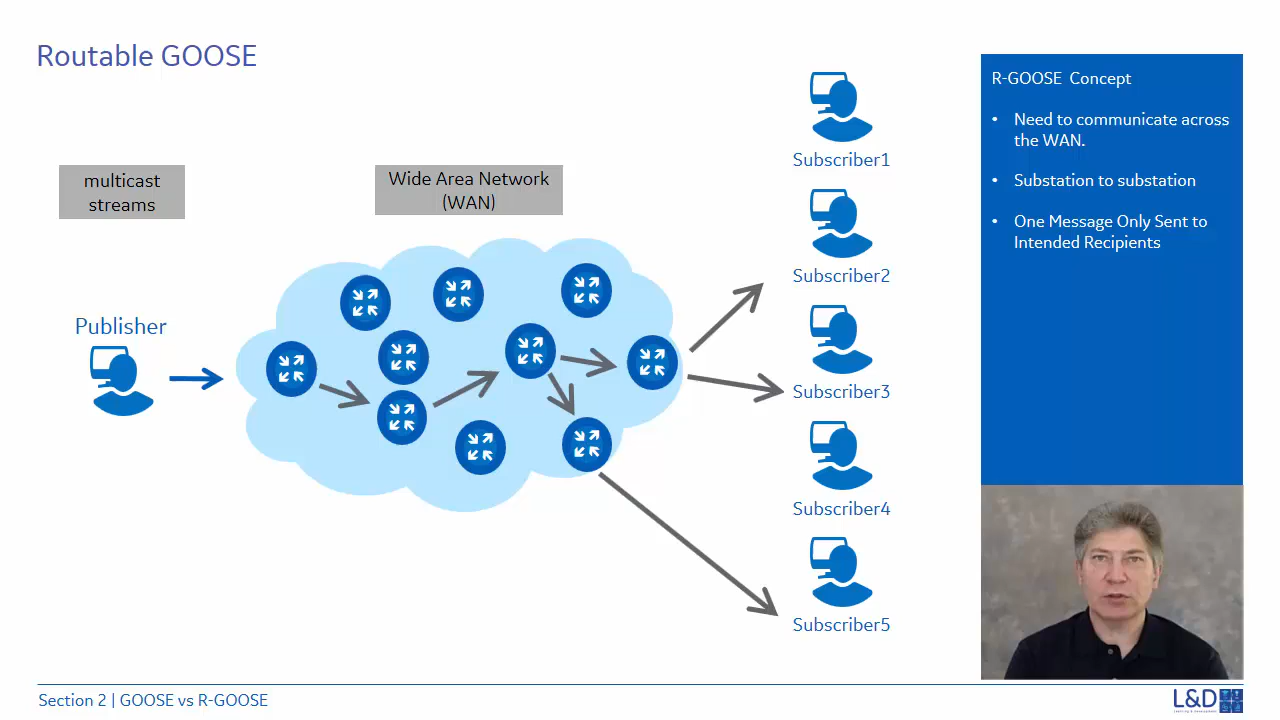 Routable GOOSE
multicast
streams
Wide Area Network
(WAN)
Publisher
Subscriber1
Subscriber2
Subscriber3
Subscriber4
Subscriber5
R-GOOSE Concept
• Need to communicate across
the WAN.
• Substation to substation
• One Message Only Sent to
Intended Recipients
Section 2 | GOOSE vs R-GOOSE
L&D